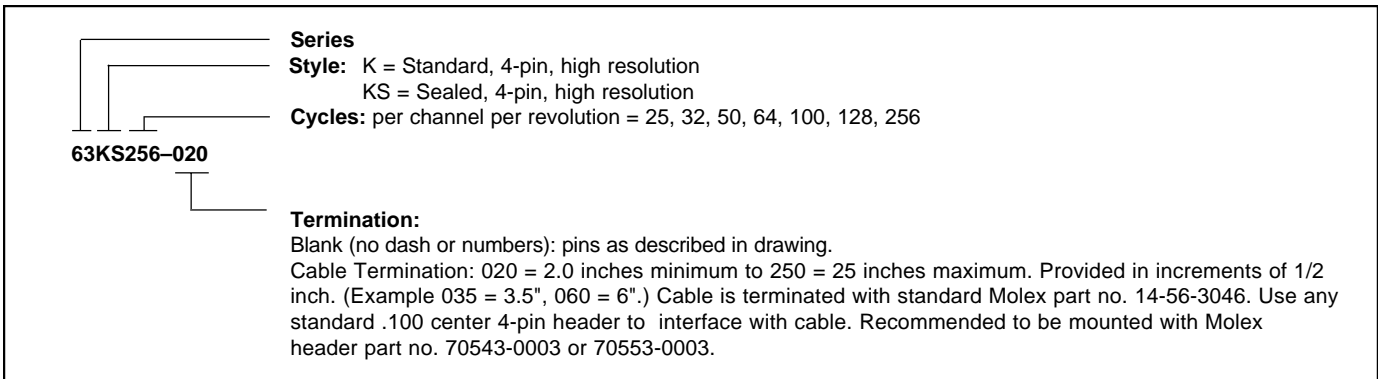 Series
Style: K = Standard, 4-pin, high resolution
KS = Sealed, 4-pin, high resolution
Cycles: per channel per revolution = 25, 32, 50, 64, 100, 128, 256
63KS256–020
Termination:
Blank (no dash or numbers): pins as described in drawing.
Cable Termination: 020 = 2.0 inches minimum to 250 = 25 inches maximum. Provided in increments of 1/2
inch. (Example 035 = 3.5", 060 = 6".) Cable is terminated with standard Molex part no. 14-56-3046. Use any
standard .100 center 4-pin header to interface with cable. Recommended to be mounted with Molex
header part no. 70543-0003 or 70553-0003.